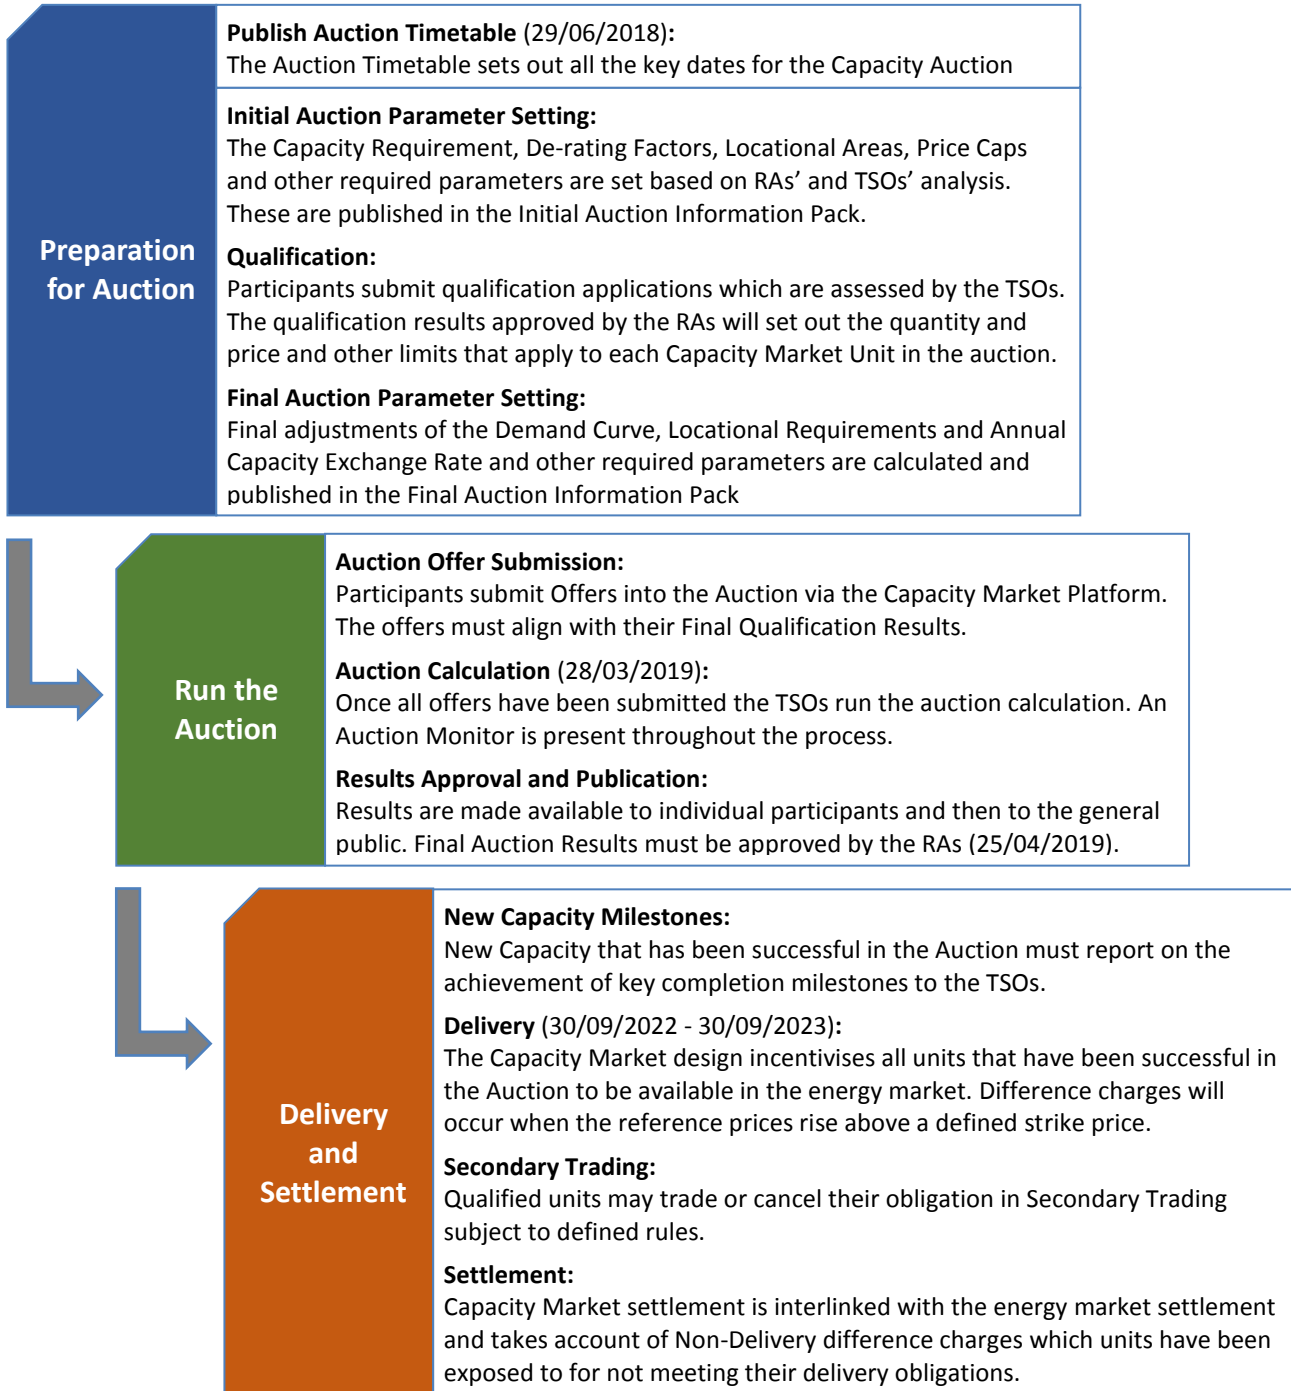 Publish Auction Timetable (29/06/2018):
The Auction Timetable sets out all the key dates for the Capacity Auction
Preparation
for Auction
Initial Auction Parameter Setting:
The Capacity Requirement, De-rating Factors, Locational Areas, Price Caps
and other required parameters are set based on RAs’ and TSOs’ analysis.
These are published in the Initial Auction Information Pack.
Qualification:
Participants submit qualification applications which are assessed by the TSOs.
The qualification results approved by the RAs will set out the quantity and
price and other limits that apply to each Capacity Market Unit in the auction.
Final Auction Parameter Setting:
Final adjustments of the Demand Curve, Locational Requirements and Annual
Capacity Exchange Rate and other required parameters are calculated and
published in the Final Auction Information Pack
Run the
Auction
Auction Offer Submission:
Participants submit Offers into the Auction via the Capacity Market Platform.
The offers must align with their Final Qualification Results.
Auction Calculation (28/03/2019):
Once all offers have been submitted the TSOs run the auction calculation. An
Auction Monitor is present throughout the process.
Results Approval and Publication:
Results are made available to individual participants and then to the general
public. Final Auction Results must be approved by the RAs (25/04/2019).
Delivery
and
Settlement
New Capacity Milestones:
New Capacity that has been successful in the Auction must report on the
achievement of key completion milestones to the TSOs.
Delivery (30/09/2022 - 30/09/2023):
The Capacity Market design incentivises all units that have been successful in
the Auction to be available in the energy market. Difference charges will
occur when the reference prices rise above a defined strike price.
Secondary Trading:
Qualified units may trade or cancel their obligation in Secondary Trading
subject to defined rules.
Settlement:
Capacity Market settlement is interlinked with the energy market settlement
and takes account of Non-Delivery difference charges which units have been
exposed to for not meeting their delivery obligations.